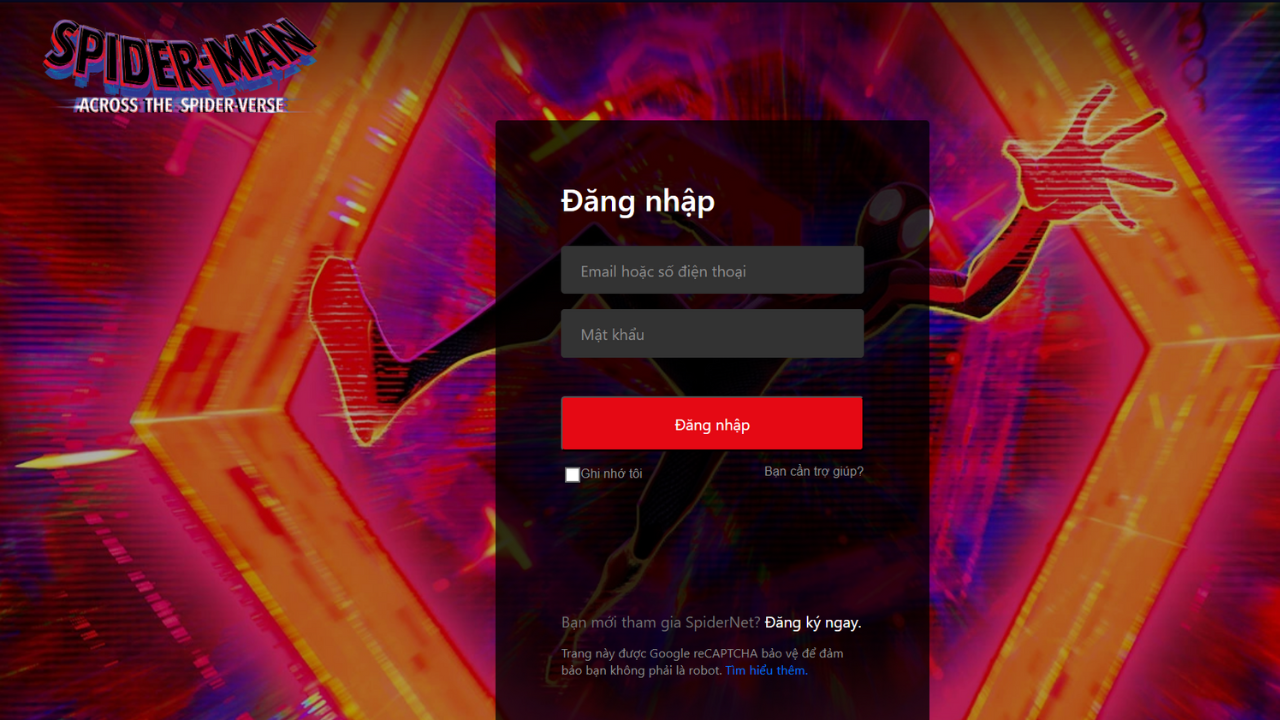 SPIDER-MAN
ACROSS THE SPIDER-VERSE
Đăng nhập
Email hoặc số điện thoại
Mật khẩu
Đăng nhập
Ghi nhớ tôi
Bạn cần trợ giúp?
Bạn mới tham gia SpiderNet? Đăng ký ngay.
Trang này được Google reCAPTCHA bảo vệ để đảm
bảo bạn không phải là robot. Tìm hiểu thêm.